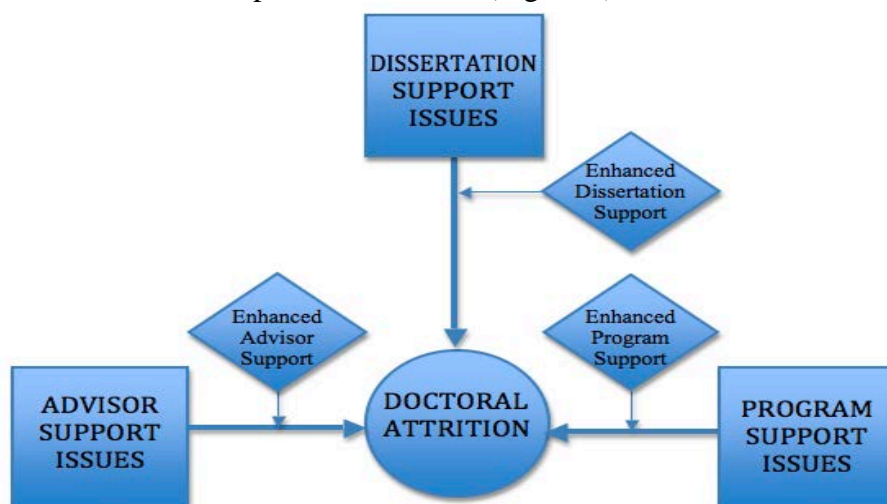 DISSERTATION
SUPPORT
ISSUES
Enhanced
Dissertation
Support
Enhanced
Advisor
Support
Enhanced
Program
Support
ADVISOR
SUPPORT
ISSUES
DOCTORAL
ATTRITION
PROGRAM
SUPPORT
ISSUES